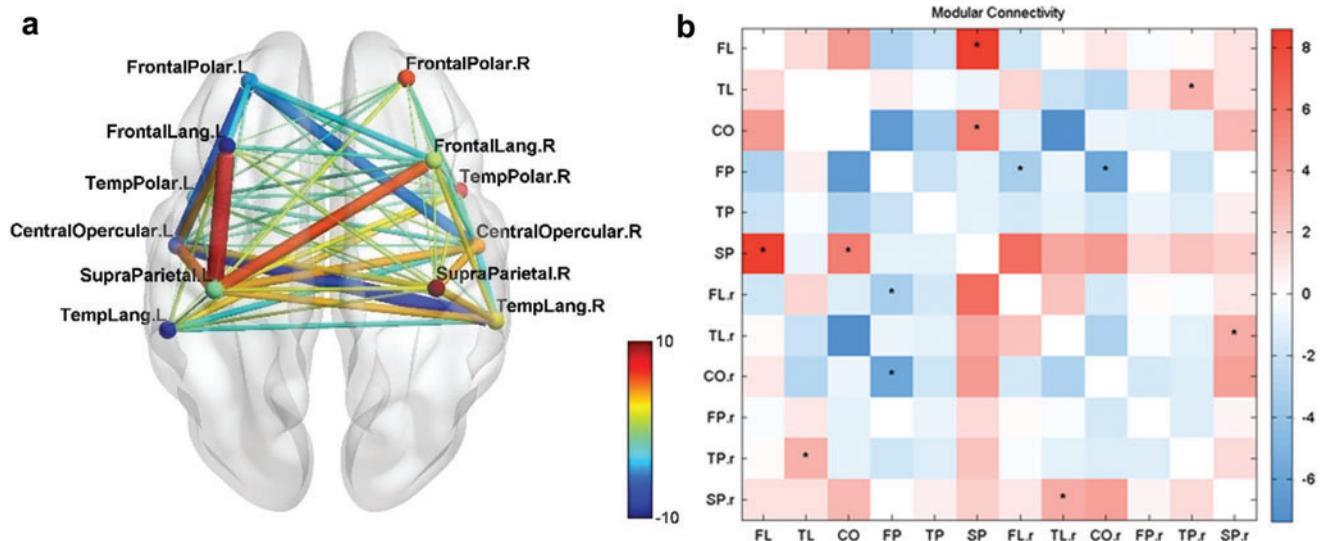 a
FrontalPolar.L
FrontalPolar.R
FrontalLang.L
FrontalLang.R
TempPolar.L
TempPolar.R
CentralOpercular.L
CentralOpercular.R
SupraParietal.L
SupraParietal.R
TempLang.L
TempLang.R
10
-10
b
Modular Connectivity
FL
TL
CO
FP
TP
SP
FL.r
TL.r
CO.r
FP.r
TP.r
SP.r
FL TL CO FP TP SP FL.r TL.r CO.r FP.r TP.r SP.r
* 
*
*
* *
* *
*
*
*
*
*
8
6
4
2
0
-2
-4
-6